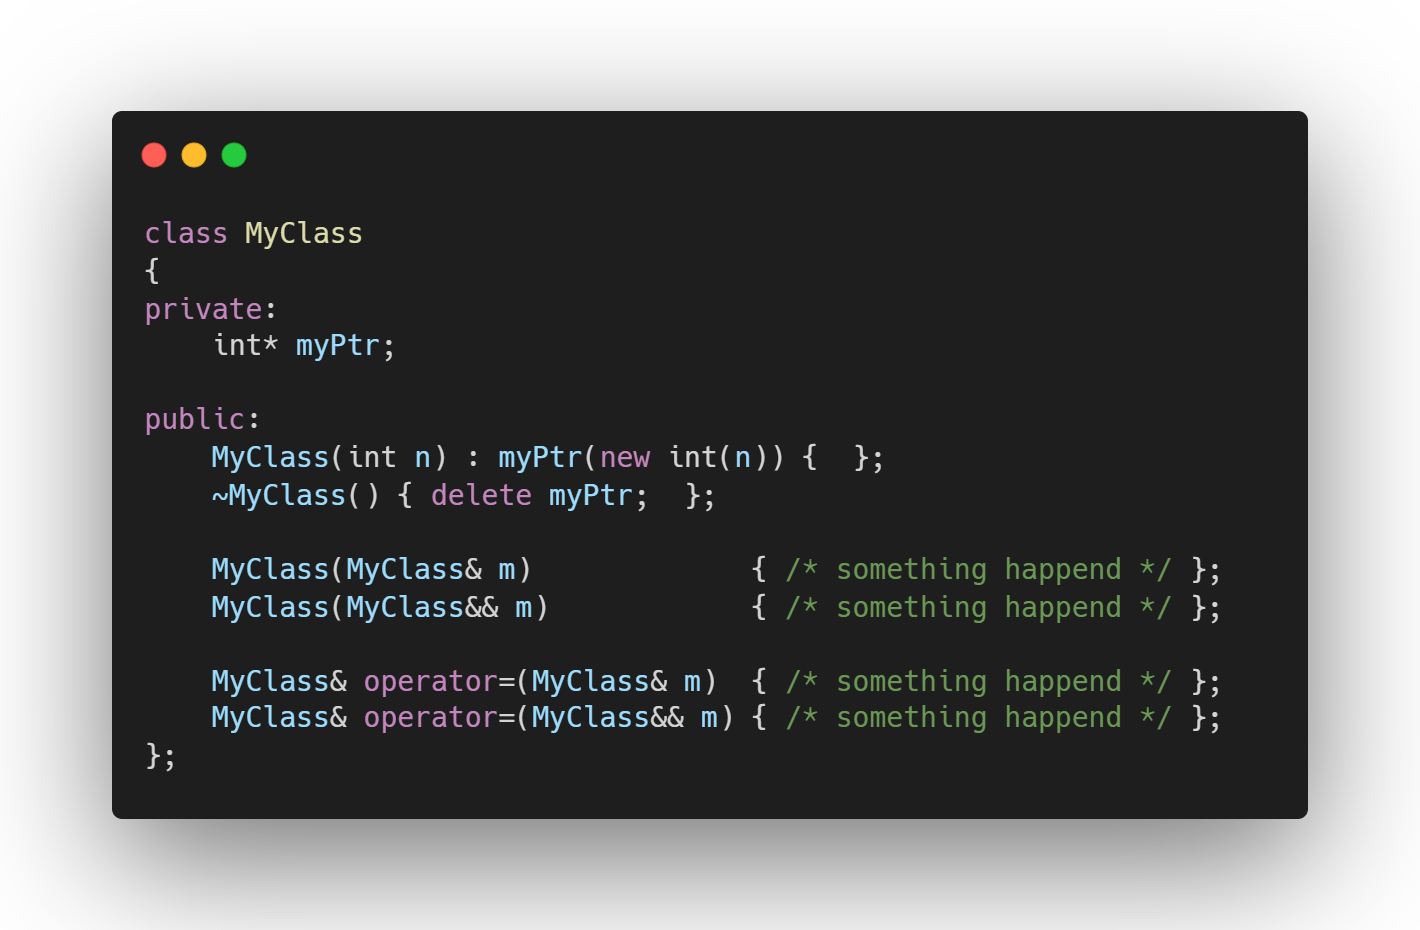 class MyClass
{
private:
    int* myPtr;

public:
    MyClass(int n) : myPtr(new int(n)) {  };
    ~MyClass() { delete myPtr;  };

    MyClass(MyClass& m)             { /* something happend */ };
    MyClass(MyClass&& m)            { /* something happend */ };

    MyClass& operator=(MyClass& m)  { /* something happend */ };
    MyClass& operator=(MyClass&& m) { /* something happend */ };
};